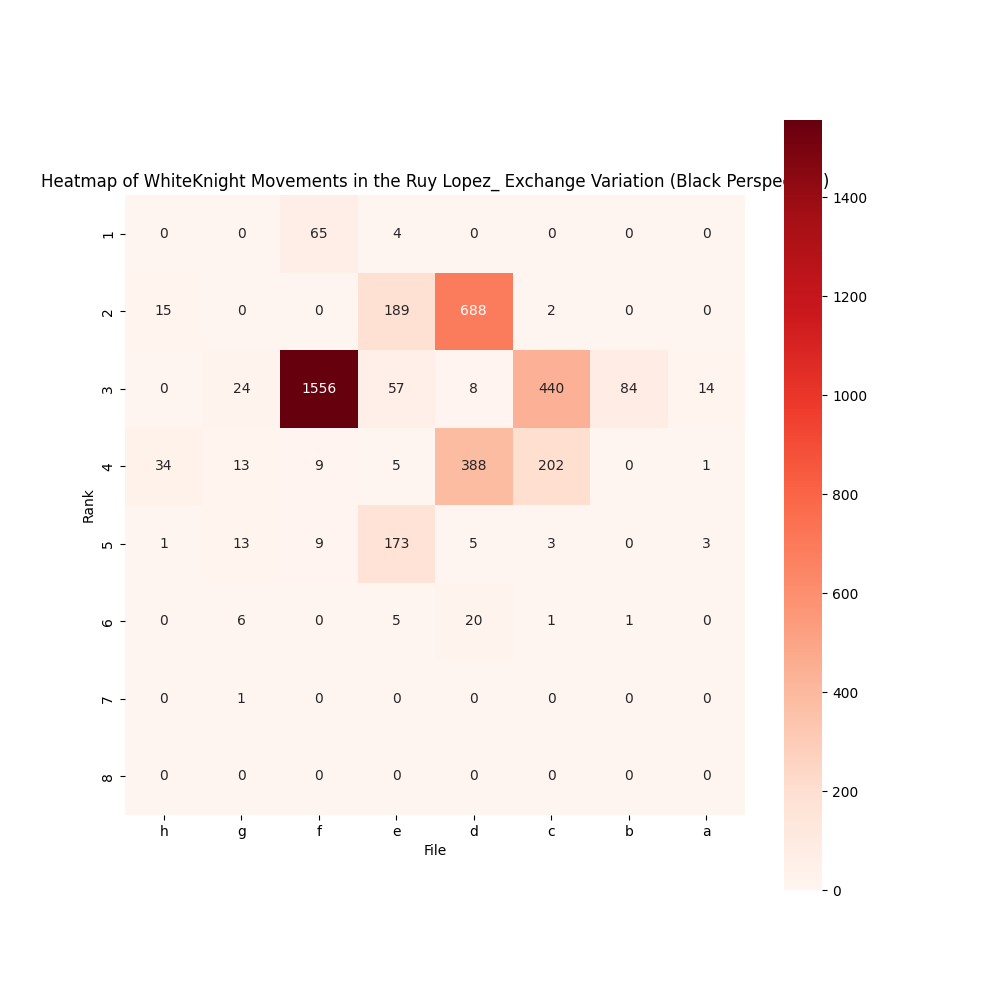 Heatmap of WhiteKnight Movements in the Ruy Lopez_ Exchange Variation (Black Perspe )
1 0 0 65 4 0 0 0 0
2 15 0 0 189 688 2 0 0
3 0 24 1556 57 8 440 84 14
4 34 13 9 5 388 202 0 1
5 1 13 9 173 5 3 0 3
6 0 6 0 5 20 1 1 0
7 0 1 0 0 0 0 0 0
8 0 0 0 0 0 0 0 0
Rank
h g f e d c b a
File
1400
1200
1000
800
600
400
200
0